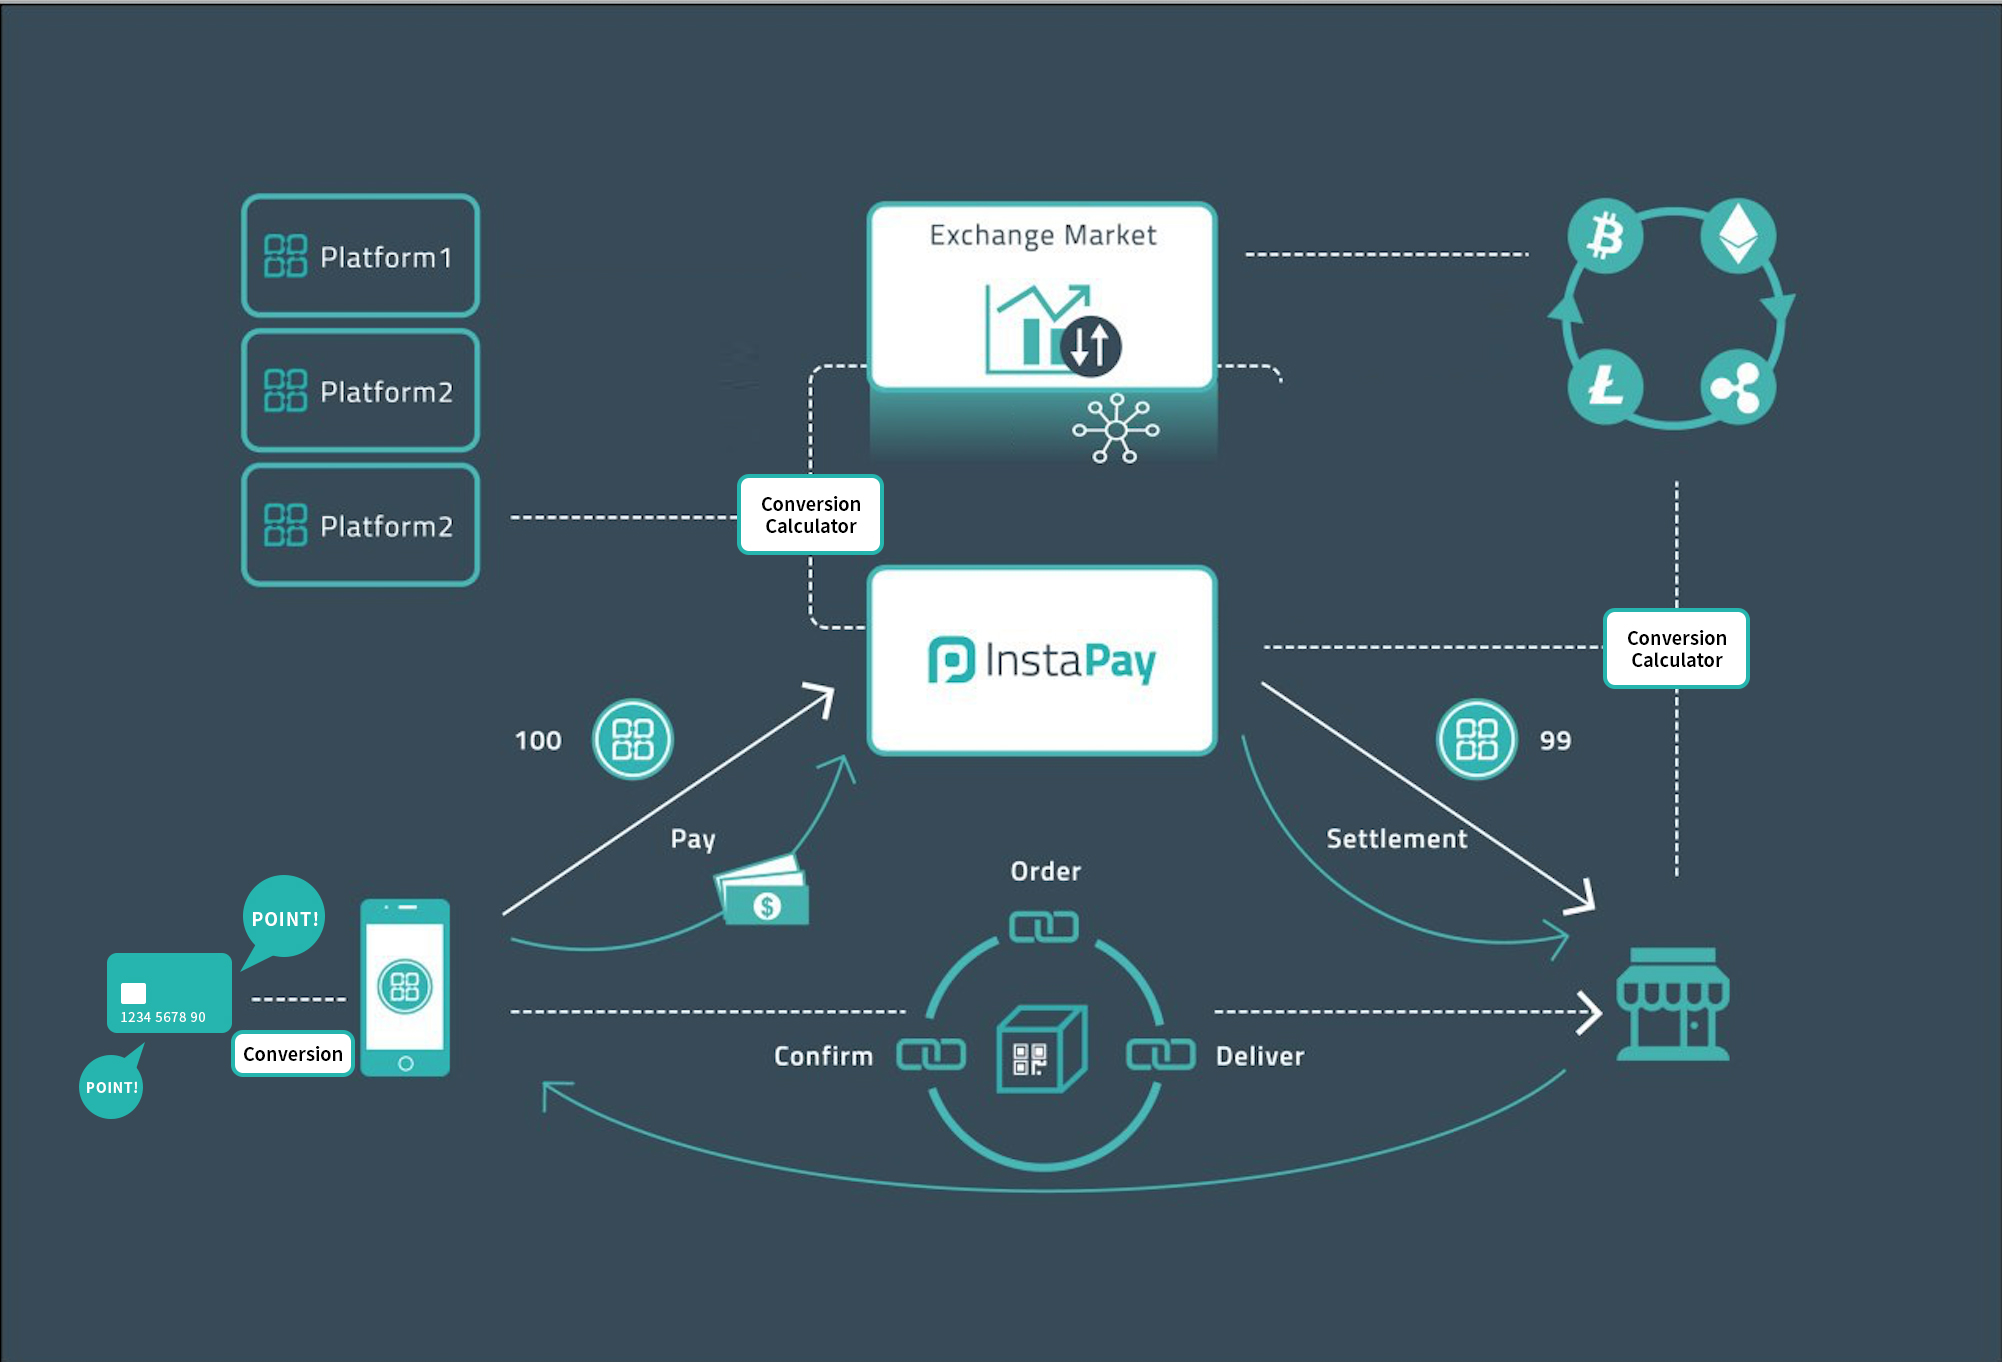 Platform1
Platform2
Platform2
Exchange Market
Conversion
Calculator
InstaPay
Conversion
Calculator
100
99
Pay
Settlement
Order
Confirm
Deliver
POINT!
1234 5678 90
Conversion
POINT!